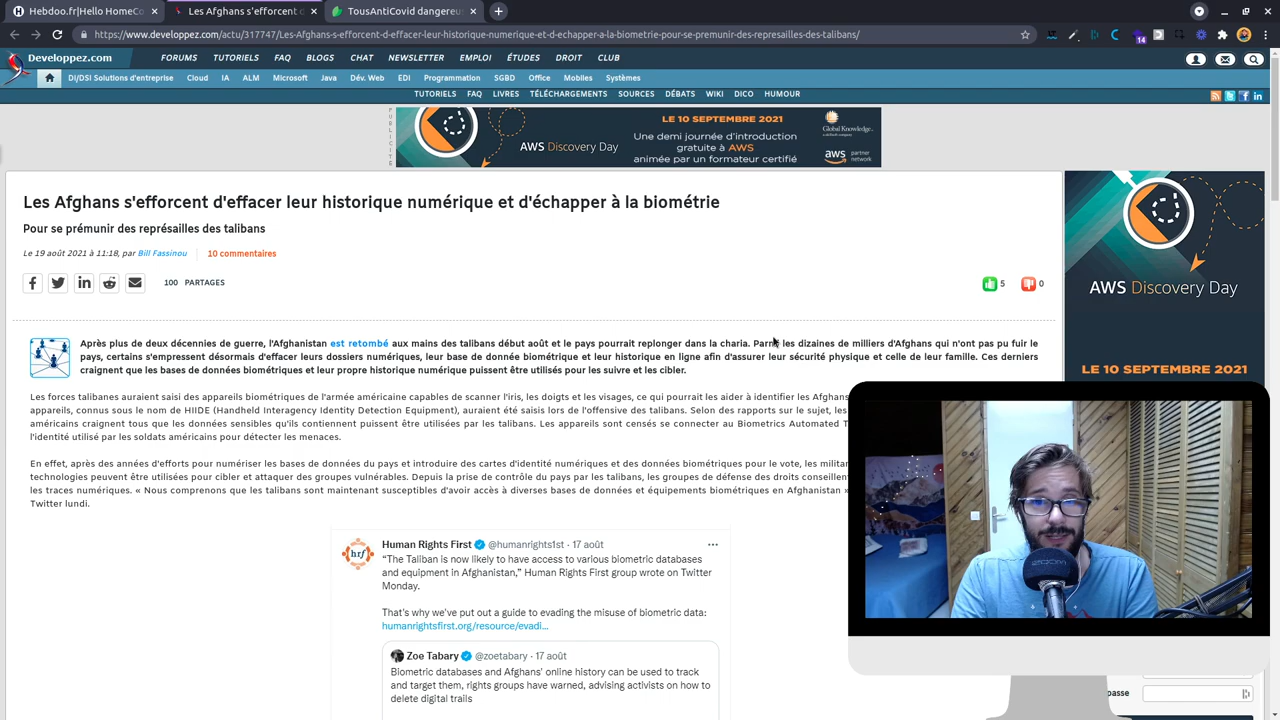 Hebdoo.fr|Hello HomeCo
Les Afghans s'efforcent d
TousAntiCovid dangereu
https://www.developpez.com/actu/317747/Les-Afghans-s-efforcent-d-effacer-leur-historique-numerique-et-d-echapper-a-la-biometrie-pour-se-premunir-des-represailles-des-talibans/
14
Developpez.com
FORUMS TUTORIELS FAQ BLOGS CHAT NEWSLETTER EMPLOI ÉTUDES DROIT CLUB
DI/DSI Solutions d'entreprise Cloud IA ALM Microsoft Java Dév. Web EDI Programmation SGBD Office Mobiles Systèmes
TUTORIELS FAQ LIVRES TÉLÉCHARGEMENTS SOURCES DÉBATS WIKI DICO HUMOUR
PUBLICITÉ
AWS Discovery Day
LE 10 SEPTEMBRE 2021
Une demi journée d'introduction
gratuite à AWS
animée par un formateur certifié
Global Knowledge.
aws partner network
Les Afghans s'efforcent d'effacer leur historique numérique et d'échapper à la biométrie
Pour se prémunir des représailles des talibans
Le 19 août 2021 à 11:18, par Bill Fassinou 10 commentaires
100 PARTAGES
5 0
AWS Discovery Day
LE 10 SEPTEMBRE 2021
Après plus de deux décennies de guerre, l'Afghanistan est retombé aux mains des talibans début août et le pays pourrait replonger dans la charia. Parmi les dizaines de milliers d'Afghans qui n'ont pas pu fuir le
pays, certains s'empressent désormais d'effacer leurs dossiers numériques, leur base de donnée biométrique et leur historique en ligne afin d'assurer leur sécurité physique et celle de leur famille. Ces derniers
craignent que les bases de données biométriques et leur propre historique numérique puissent être utilisés pour les suivre et les cibler.
Les forces talibanes auraient saisi des appareils biométriques de l'armée américaine capables de scanner l'iris, les doigts et les visages, ce qui pourrait les aider à identifier les Afghans
appareils, connus sous le nom de HIIDE (Handheld Interagency Identity Detection Equipment), auraient été saisis lors de l'offensive des talibans. Selon des rapports sur le sujet, les
américains craignent tous que les données sensibles qu'ils contiennent puissent être utilisées par les talibans. Les appareils sont censés se connecter au Biometrics Automated T
l'identité utilisé par les soldats américains pour détecter les menaces.
En effet, après des années d'efforts pour numériser les bases de données du pays et introduire des cartes d'identité numériques et des données biométriques pour le vote, les militan
technologies peuvent être utilisées pour cibler et attaquer des groupes vulnérables. Depuis la prise de contrôle du pays par les talibans, les groupes de défense des droits conseillent
les traces numériques. « Nous comprenons que les talibans sont maintenant susceptibles d'avoir accès à diverses bases de données et équipements biométriques en Afghanistan »
Twitter lundi.
hrf
Human Rights First @humanrights1st · 17 août
“The Taliban is now likely to have access to various biometric databases
and equipment in Afghanistan,” Human Rights First group wrote on Twitter
Monday.
That's why we've put out a guide to evading the misuse of biometric data:
humanrightsfirst.org/resource/evadi...
Zoe Tabary @zoetabary · 17 août
Biometric databases and Afghans' online history can be used to track
and target them, rights groups have warned, advising activists on how to
delete digital trails
passe